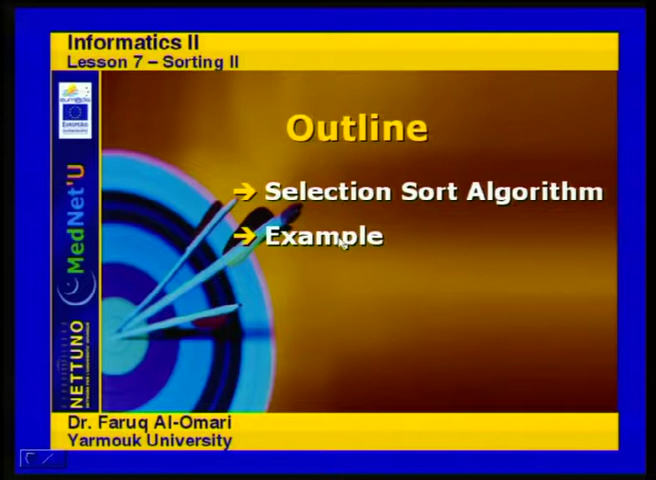 Informatics II
Lesson 7 – Sorting II
Outline
➔ Selection Sort Algorithm
➔ Example
MedNet'U
NETTUNO
Dr. Faruq Al-Omari
Yarmouk University